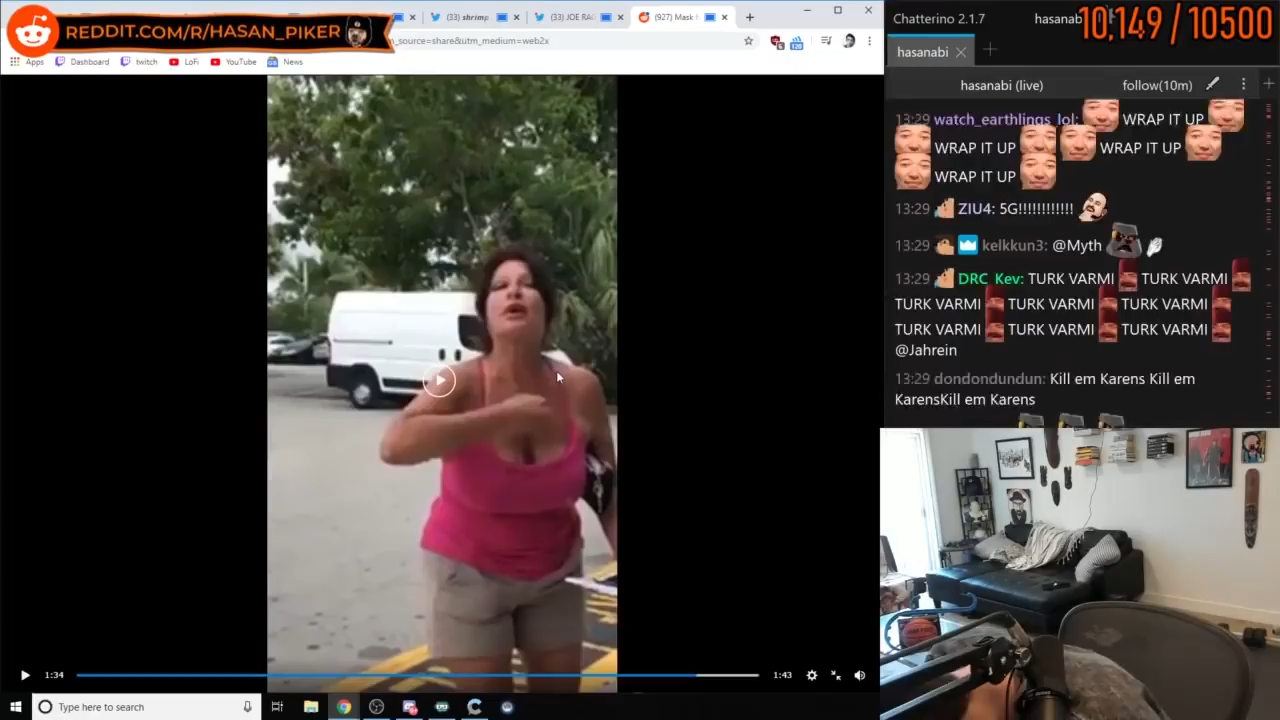 REDDIT.COM/R/HASAN_PIKER
(33) shrimp
(33) JOE RAG
(927) Mask
_source=share&utm_medium=web2x
120
Apps
Dashboard
twitch
LoFi
YouTube
News
Chatterino 2.1.7
hasanab
10,149 / 10500
hasanabi
hasanabi (live)
follow(10m)
13:29 watch_earthlings_lol: WRAP IT UP
WRAP IT UP WRAP IT UP
WRAP IT UP
13:29 ZIU4: 5G!!!!!!!!!!!!
13:29 kelkkun3: @Myth
13:29 DRC_Kev: TURK VARMI TURK VARMI
TURK VARMI TURK VARMI TURK VARMI
TURK VARMI TURK VARMI TURK VARMI
@Jahrein
13:29 dondondundun: Kill em Karens Kill em
KarensKill em Karens
1:34
1:43
Type here to search